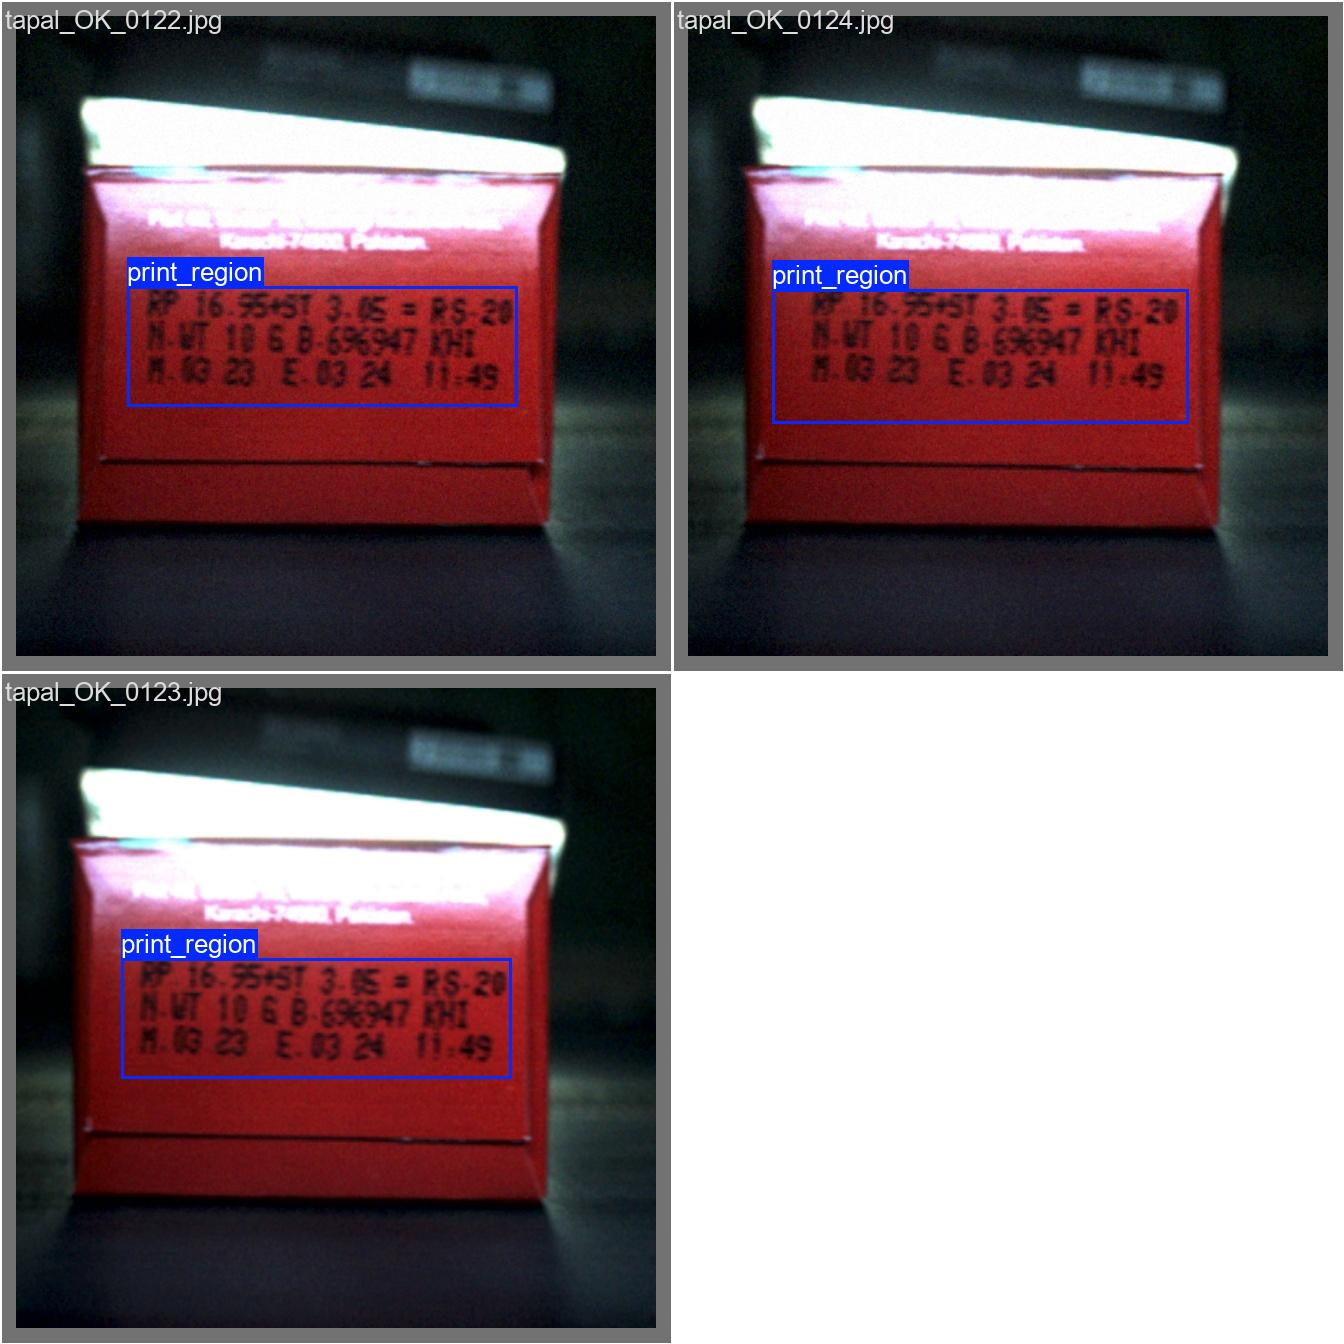 tapal_OK_0122.jpg
Karachi-74900, Pakistan.
print_region
RP 16.95+ST 3.05 = RS-20
N.WT 10 G B-696947 KHI
M.03 23 E.03 24 11:49
tapal_OK_0124.jpg
Karachi-74900, Pakistan.
print_region
RP 16.95+ST 3.05 = RS-20
N.WT 10 G B-696947 KHI
M.03 23 E.03 24 11:49
tapal_OK_0123.jpg
Karachi-74900, Pakistan.
print_region
RP 16.95+ST 3.05 = RS-20
N.WT 10 G B-696947 KHI
M.03 23 E.03 24 11:49